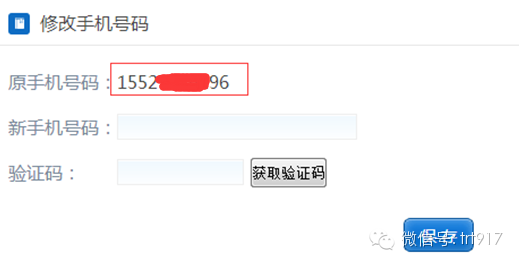 修改手机号码
原手机号码：1552 96
新手机号码：
验证码：
获取验证码
保存
微信号: trf917